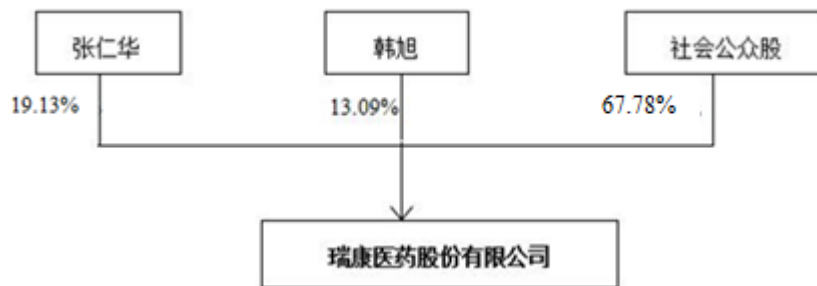 张仁华
韩旭
社会公众股
19.13%
13.09%
67.78%
瑞康医药股份有限公司